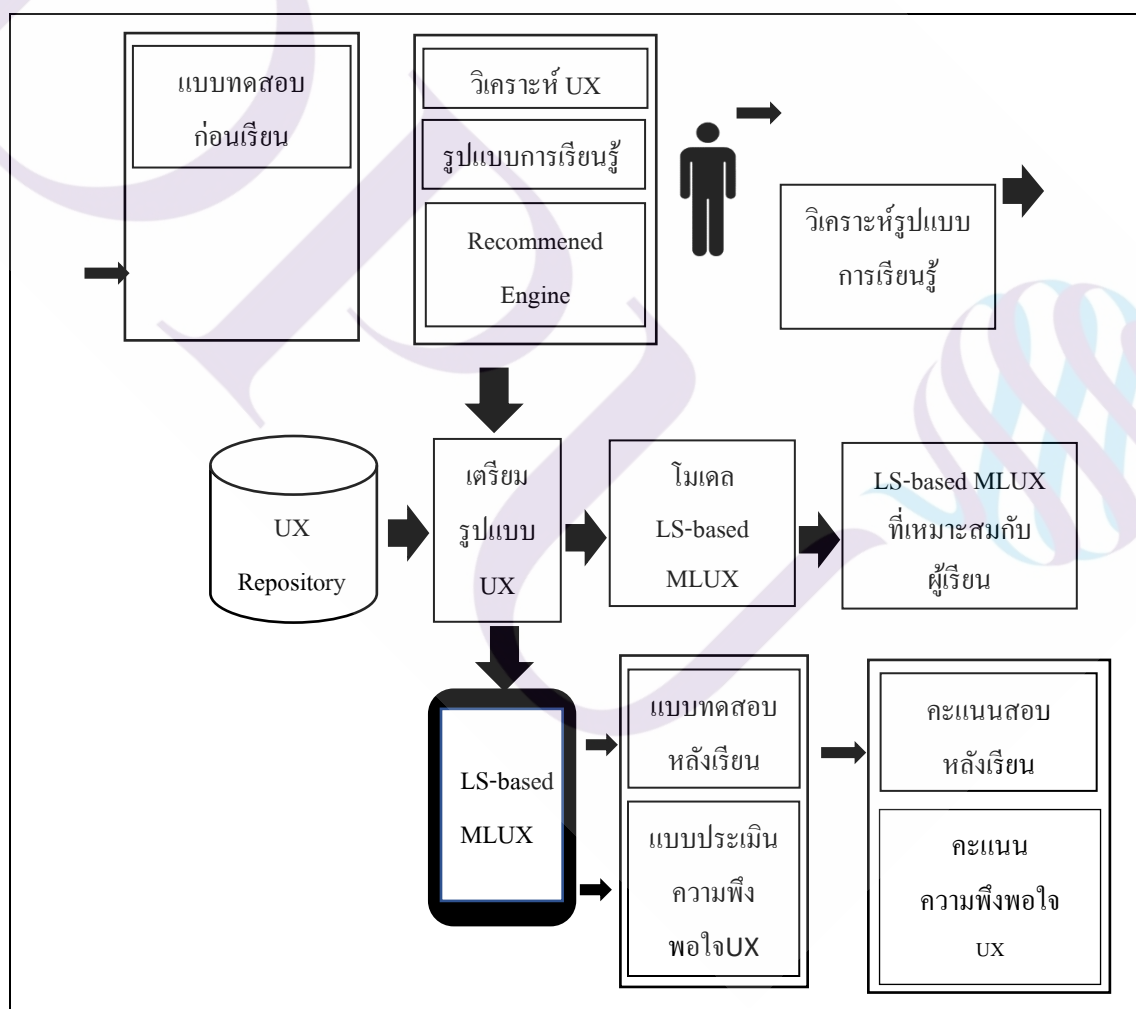 แบบทดสอบ
ก่อนเรียน
วิเคราะห์ UX
รูปแบบการเรียนรู้
Recommened
Engine
วิเคราะห์รูปแบบ
การเรียนรู้
UX
Repository
เตรียม
รูปแบบ
UX
โมเดล
LS-based
MLUX
LS-based MLUX
ที่เหมาะสมกับ
ผู้เรียน
LS-based
MLUX
แบบทดสอบ
หลังเรียน
แบบประเมิน
ความพึง
พอใจUX
คะแนนสอบ
หลังเรียน
คะแนน
ความพึงพอใจ
UX